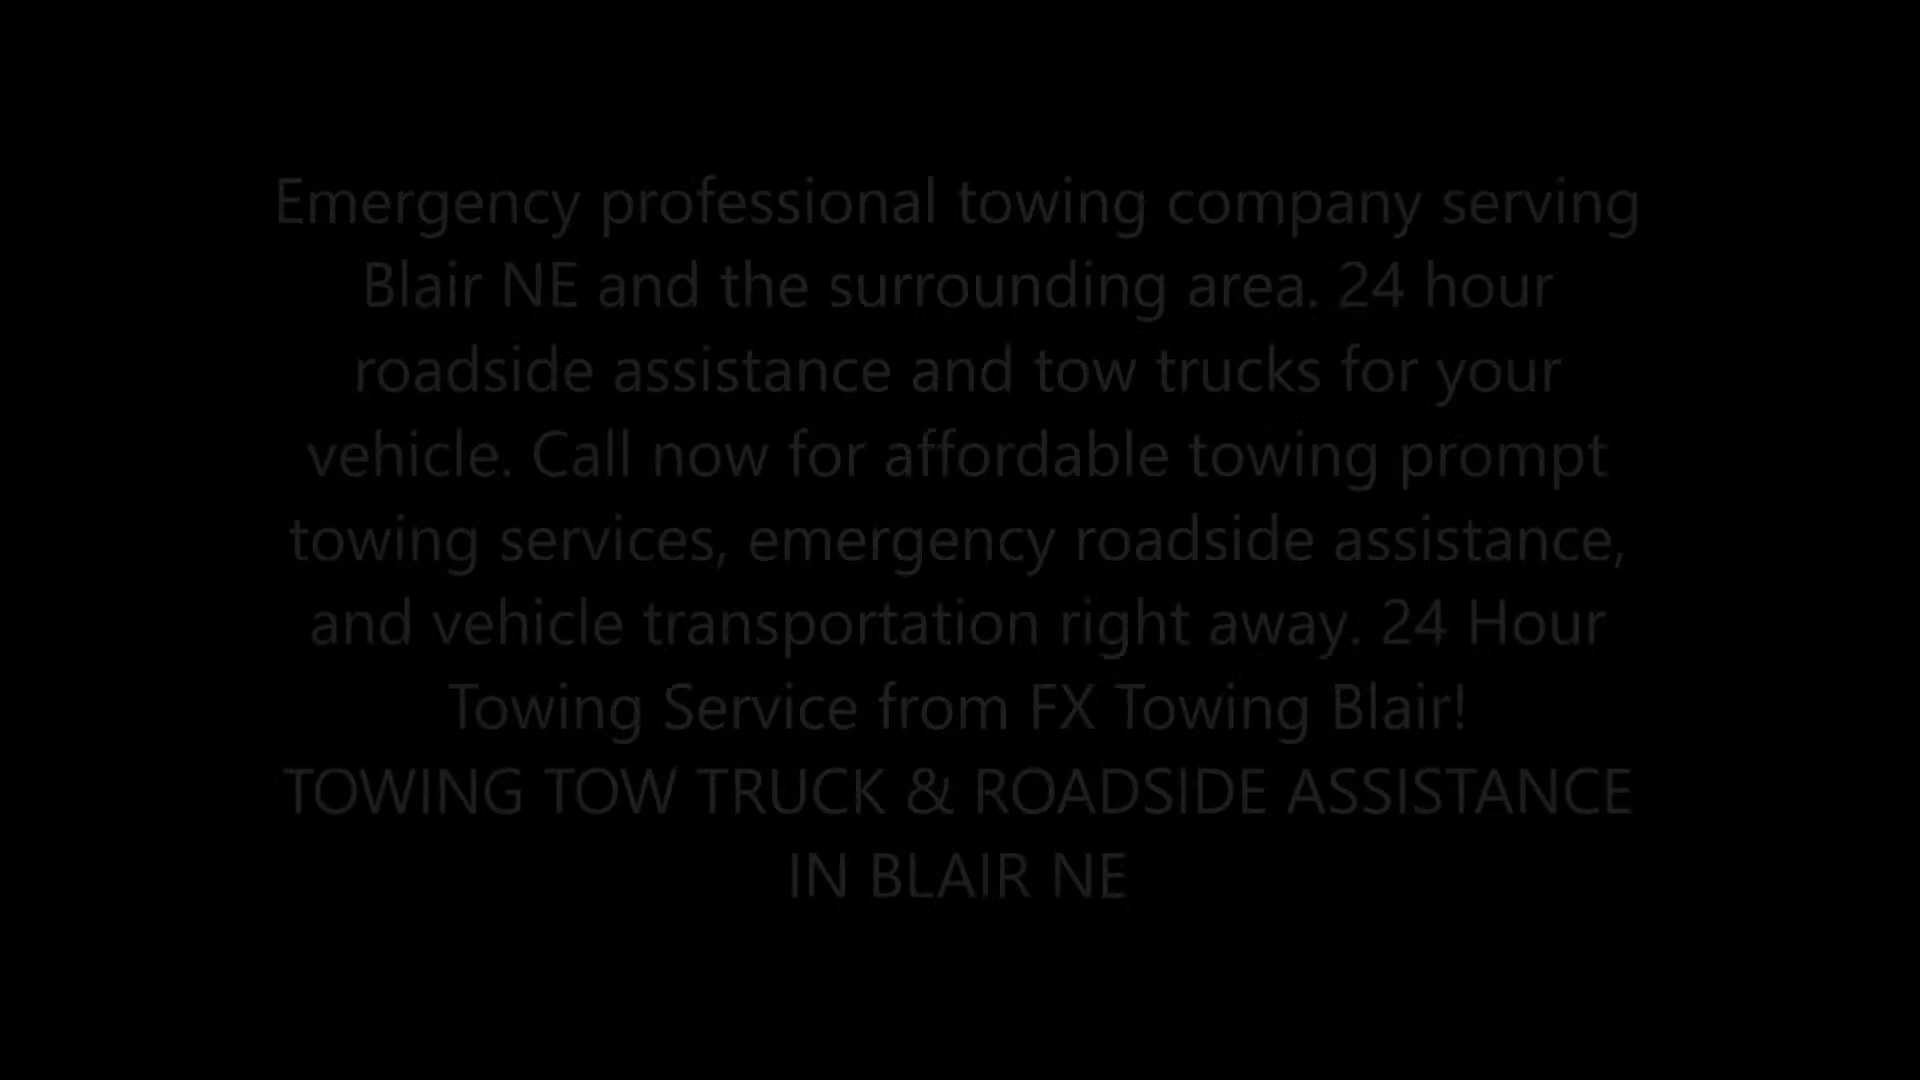 Emergency professional towing company serving
Blair NE and the surrounding area. 24 hour
roadside assistance and tow trucks for your
vehicle. Call now for affordable towing prompt
towing services, emergency roadside assistance,
and vehicle transportation right away. 24 Hour
Towing Service from FX Towing Blair!
TOWING TOW TRUCK & ROADSIDE ASSISTANCE
IN BLAIR NE